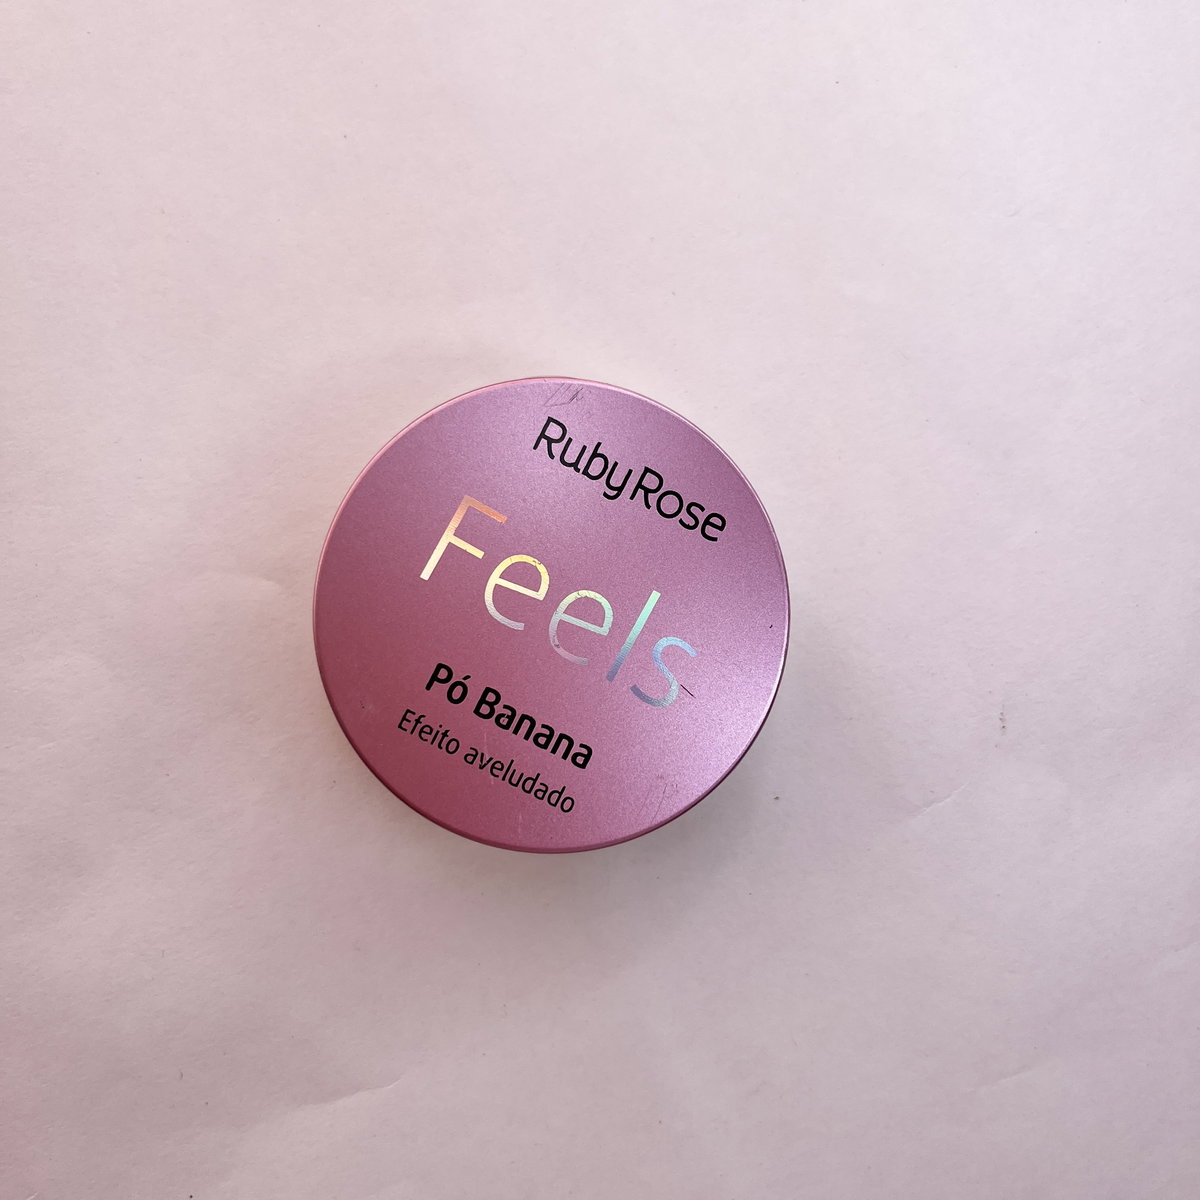 RubyRose
Feels
Pó Banana
Efeito aveludado